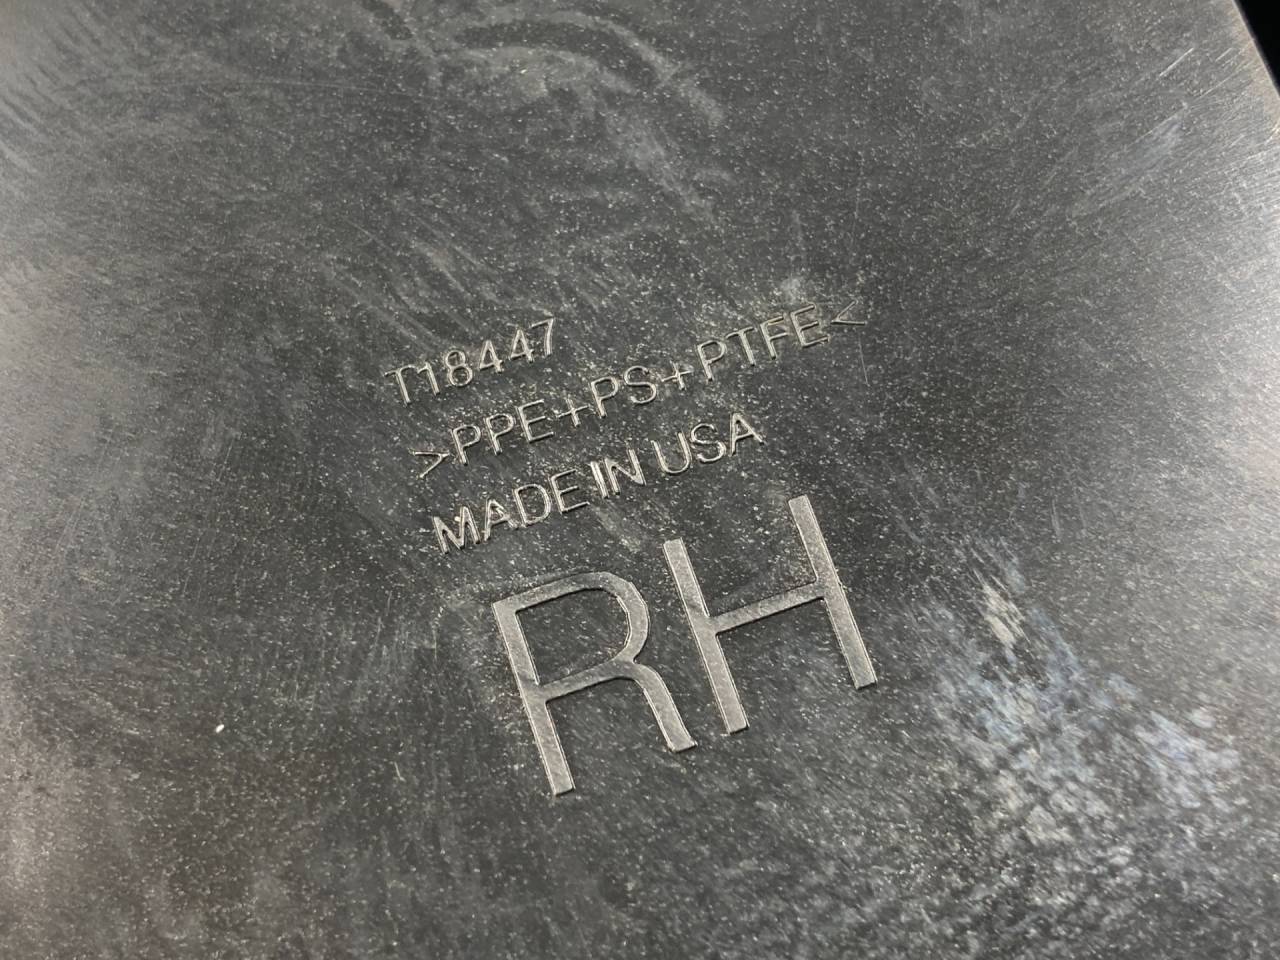 T18447
>PPE+PS+PTFE<
MADE IN USA
RH